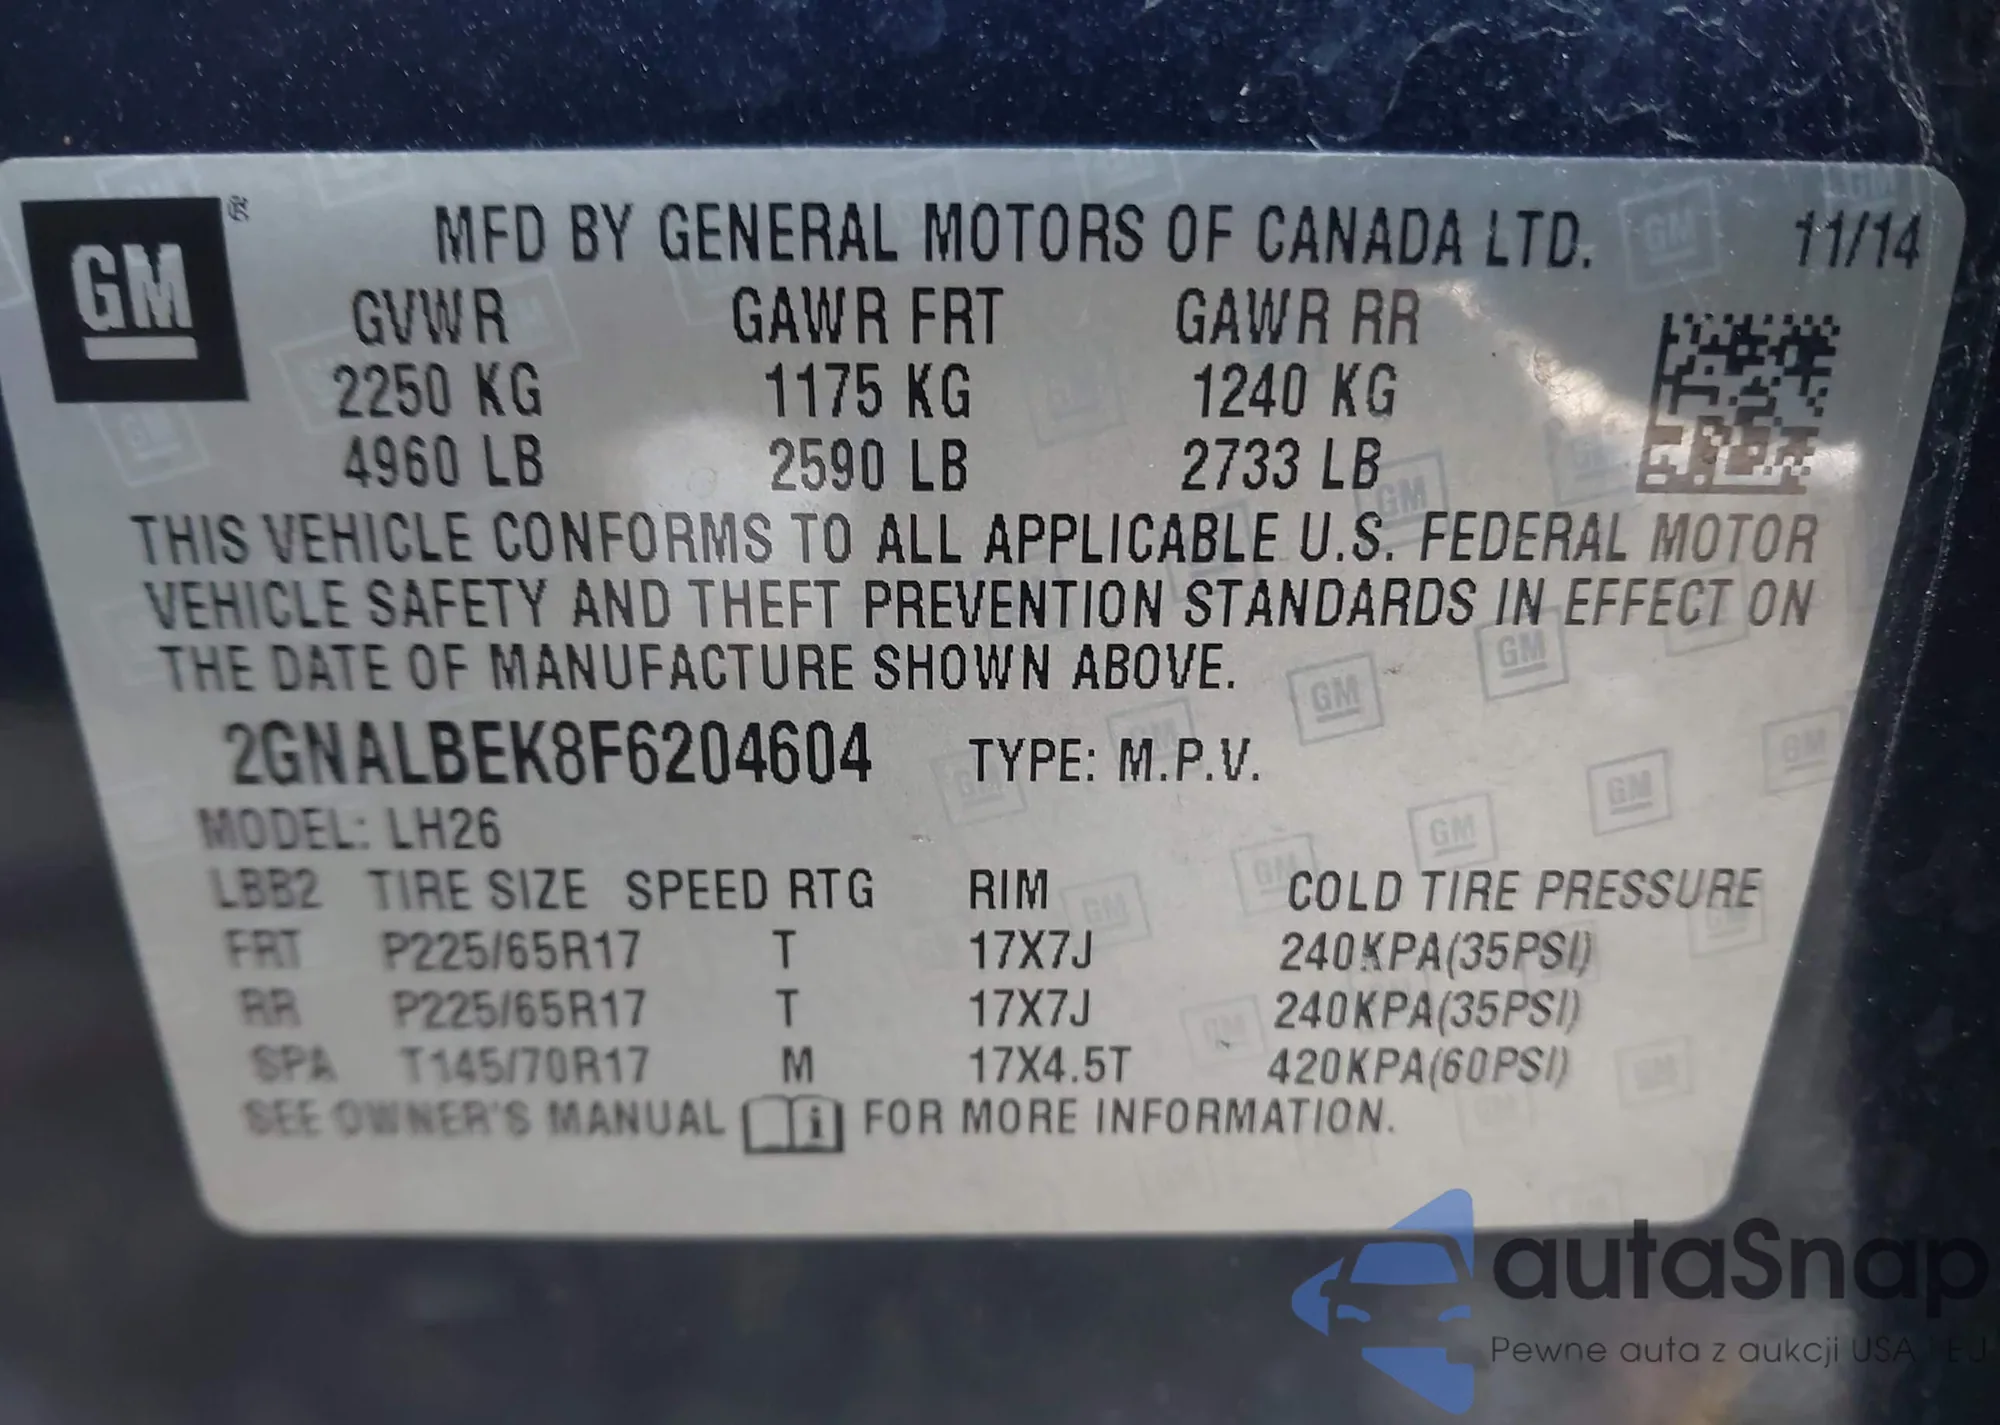 GM ®
MFD BY GENERAL MOTORS OF CANADA LTD. 11/14
GVWR GAWR FRT GAWR RR
2250 KG 1175 KG 1240 KG
4960 LB 2590 LB 2733 LB
THIS VEHICLE CONFORMS TO ALL APPLICABLE U.S. FEDERAL MOTOR
VEHICLE SAFETY AND THEFT PREVENTION STANDARDS IN EFFECT ON
THE DATE OF MANUFACTURE SHOWN ABOVE.
2GNALBEK8F6204604 TYPE: M.P.V.
MODEL: LH26
LBB2 TIRE SIZE SPEED RTG RIM COLD TIRE PRESSURE
FRT P225/65R17 T 17X7J 240KPA(35PSI)
RR P225/65R17 T 17X7J 240KPA(35PSI)
SPA T145/70R17 M 17X4.5T 420KPA(60PSI)
SEE OWNER'S MANUAL i FOR MORE INFORMATION.
autaSnap
Pewne auta z aukcji USA i EU